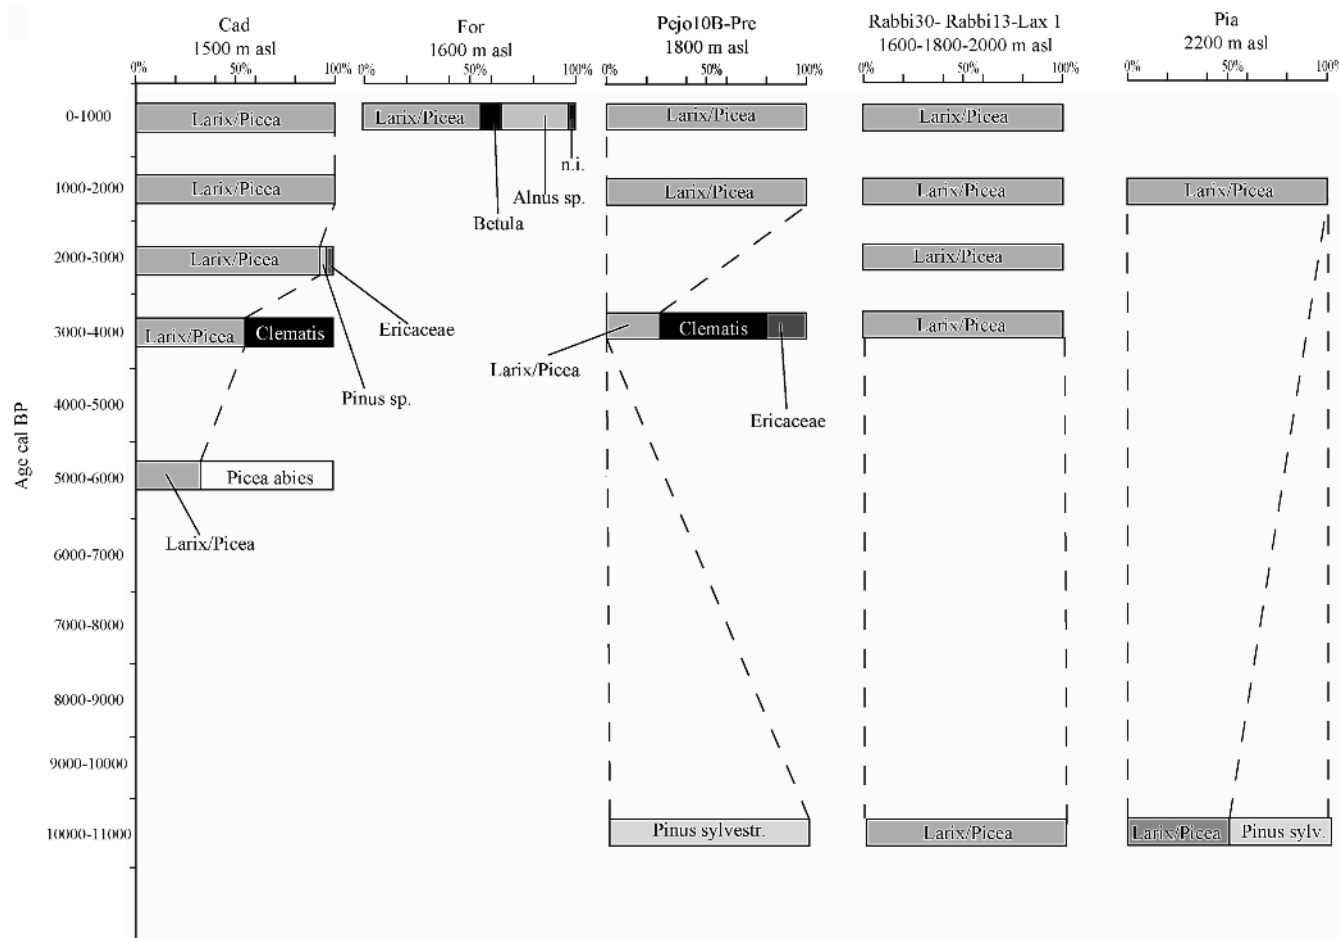 Cad
1500 m asl
For
1600 m asl
Pejo10B-Pre
1800 m asl
Rabbi30- Rabbi13-Lax 1
1600-1800-2000 m asl
Pia
2200 m asl
0% 50% 100% 0% 50% 100% 0% 50% 100% 0% 50% 100% 0% 50% 100%
0-1000 Larix/Picea Larix/Picea Larix/Picea Larix/Picea
n.i.
Alnus sp.
Betula
1000-2000 Larix/Picea Larix/Picea Larix/Picea Larix/Picea
2000-3000 Larix/Picea Larix/Picea
Ericaceae
Pinus sp.
3000-4000 Larix/Picea Clematis Clematis Larix/Picea
Larix/Picea
Ericaceae
4000-5000
Age cal BP
5000-6000 Picea abies
Larix/Picea
6000-7000
7000-8000
8000-9000
9000-10000
10000-11000 Pinus sylvestr. Larix/Picea Larix/Picea Pinus sylv.